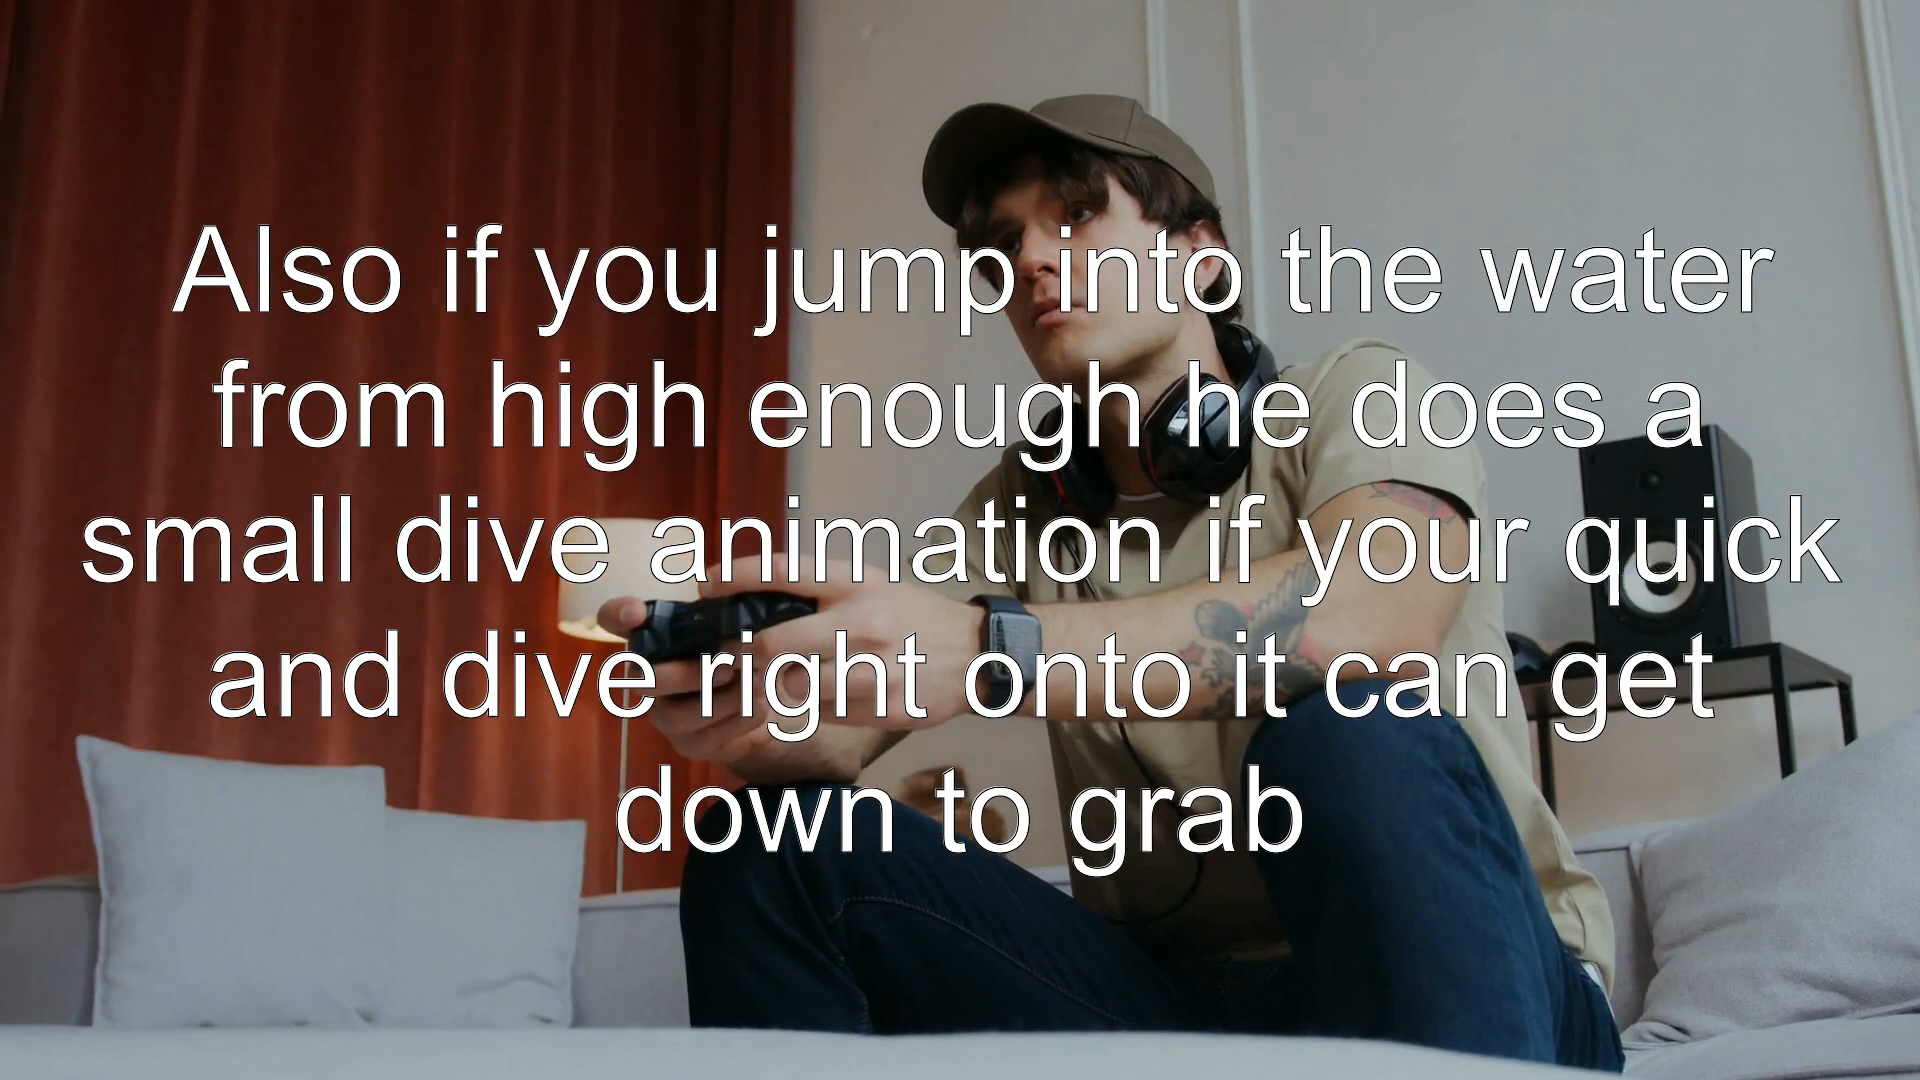 Also if you jump into the water
from high enough he does a
small dive animation if your quick
and dive right onto it can get
down to grab